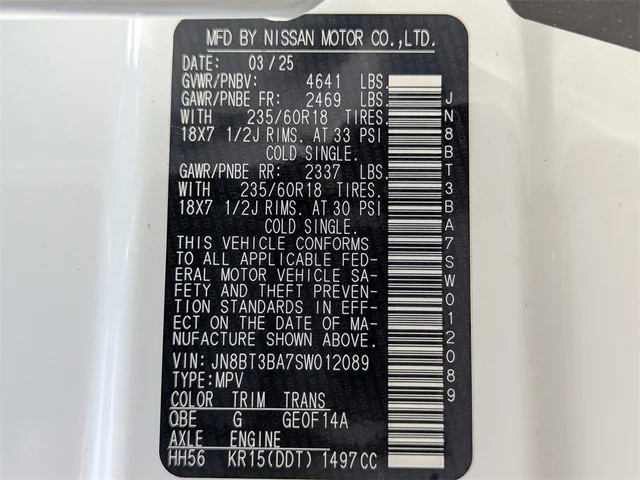 MFD BY NISSAN MOTOR CO.,LTD.
DATE: 03/25
GVWR/PNBV: 4641 LBS.
GAWR/PNBE FR: 2469 LBS.
WITH 235/60R18 TIRES.
18X7 1/2J RIMS. AT 33 PSI
COLD SINGLE.
GAWR/PNBE RR: 2337 LBS.
WITH 235/60R18 TIRES.
18X7 1/2J RIMS. AT 30 PSI
COLD SINGLE.
THIS VEHICLE CONFORMS
TO ALL APPLICABLE FED-
ERAL MOTOR VEHICLE SA-
FETY AND THEFT PREVEN-
TION STANDARDS IN EFF-
ECT ON THE DATE OF MA-
NUFACTURE SHOWN ABOVE.
VIN: JN8BT3BA7SW012089
TYPE:MPV
COLOR TRIM TRANS
QBE G GE0F14A
AXLE ENGINE
HH56 KR15(DDT) 1497CC
JN8BT3BA7SW012089